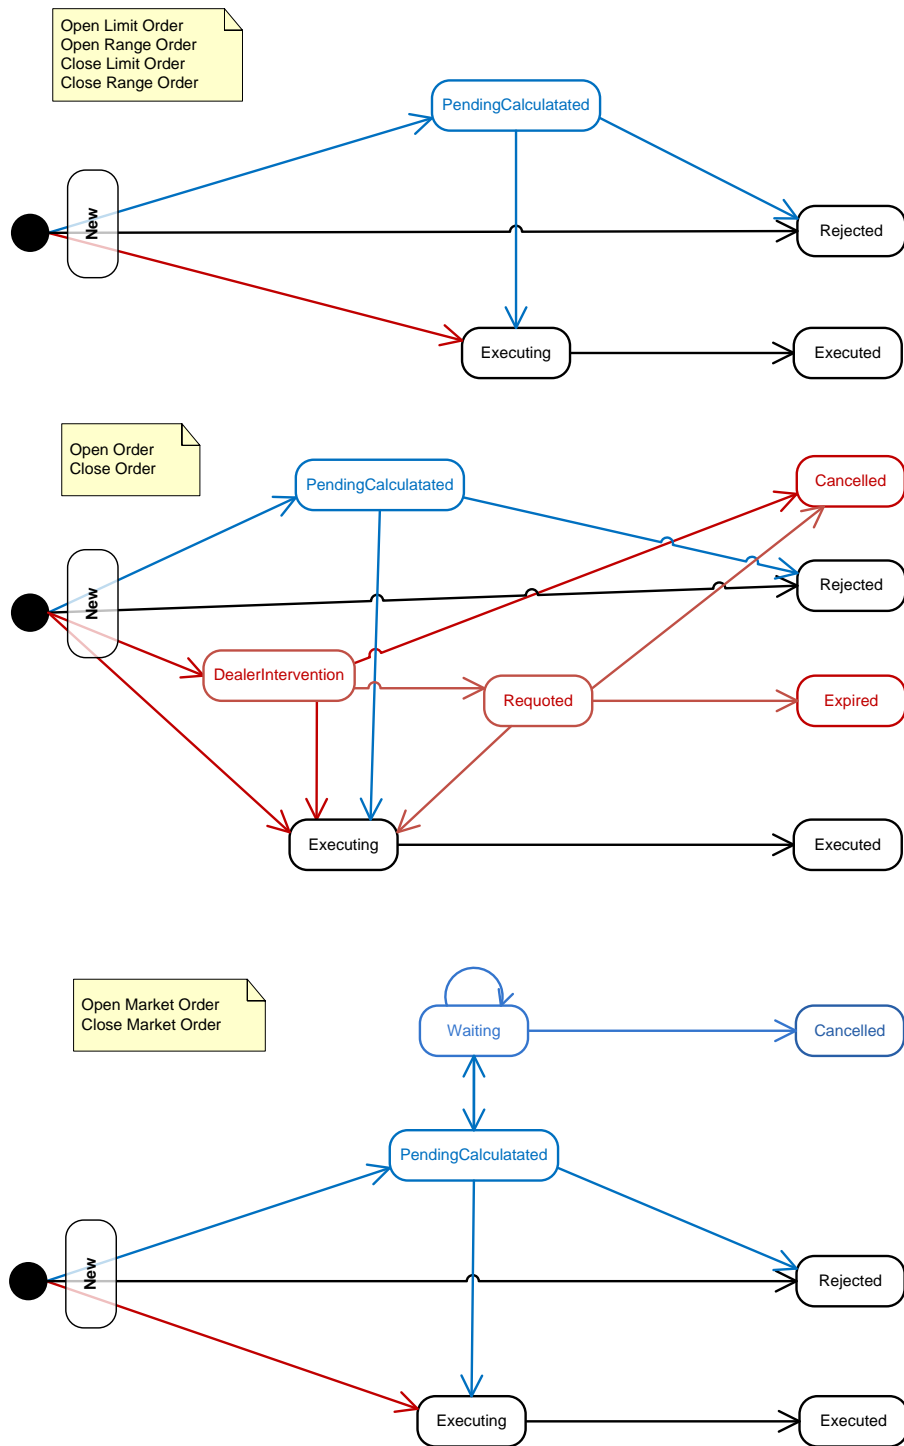 Open Limit Order
Open Range Order
Close Limit Order
Close Range Order
PendingCalculatated
New
Rejected
Executing
Executed
Open Order
Close Order
PendingCalculatated
Cancelled
New
Rejected
DealerIntervention
Requoted
Expired
Executing
Executed
Open Market Order
Close Market Order
Waiting
Cancelled
PendingCalculatated
New
Rejected
Executing
Executed